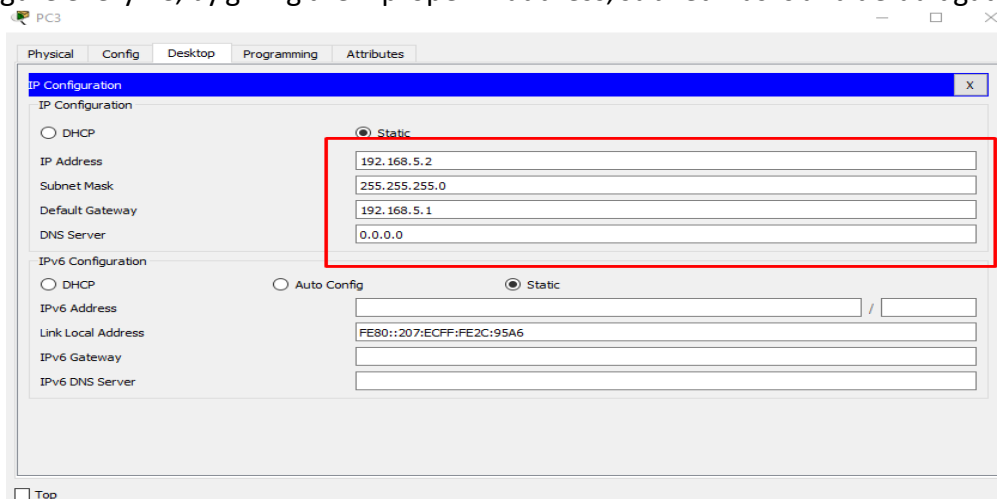 PC3
Physical Config Desktop Programming Attributes
IP Configuration X
IP Configuration
DHCP Static
IP Address 192.168.5.2
Subnet Mask 255.255.255.0
Default Gateway 192.168.5.1
DNS Server 0.0.0.0
IPv6 Configuration
DHCP Auto Config Static
IPv6 Address /
Link Local Address FE80::207:ECFF:FE2C:95A6
IPv6 Gateway
IPv6 DNS Server
Top